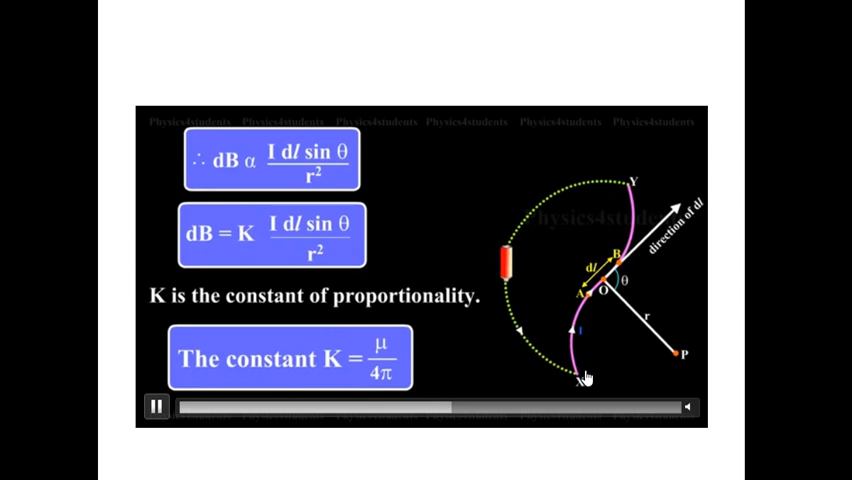 Physics4students Physics4students Physics4students Physics4students Physics4students Physics4students
∴ dB α I dl sin θ / r²
dB = K I dl sin θ / r²
K is the constant of proportionality.
The constant K = μ / 4π
Y
Physics4students
direction of dl
B
dl
A
O
θ
r
I
P
X